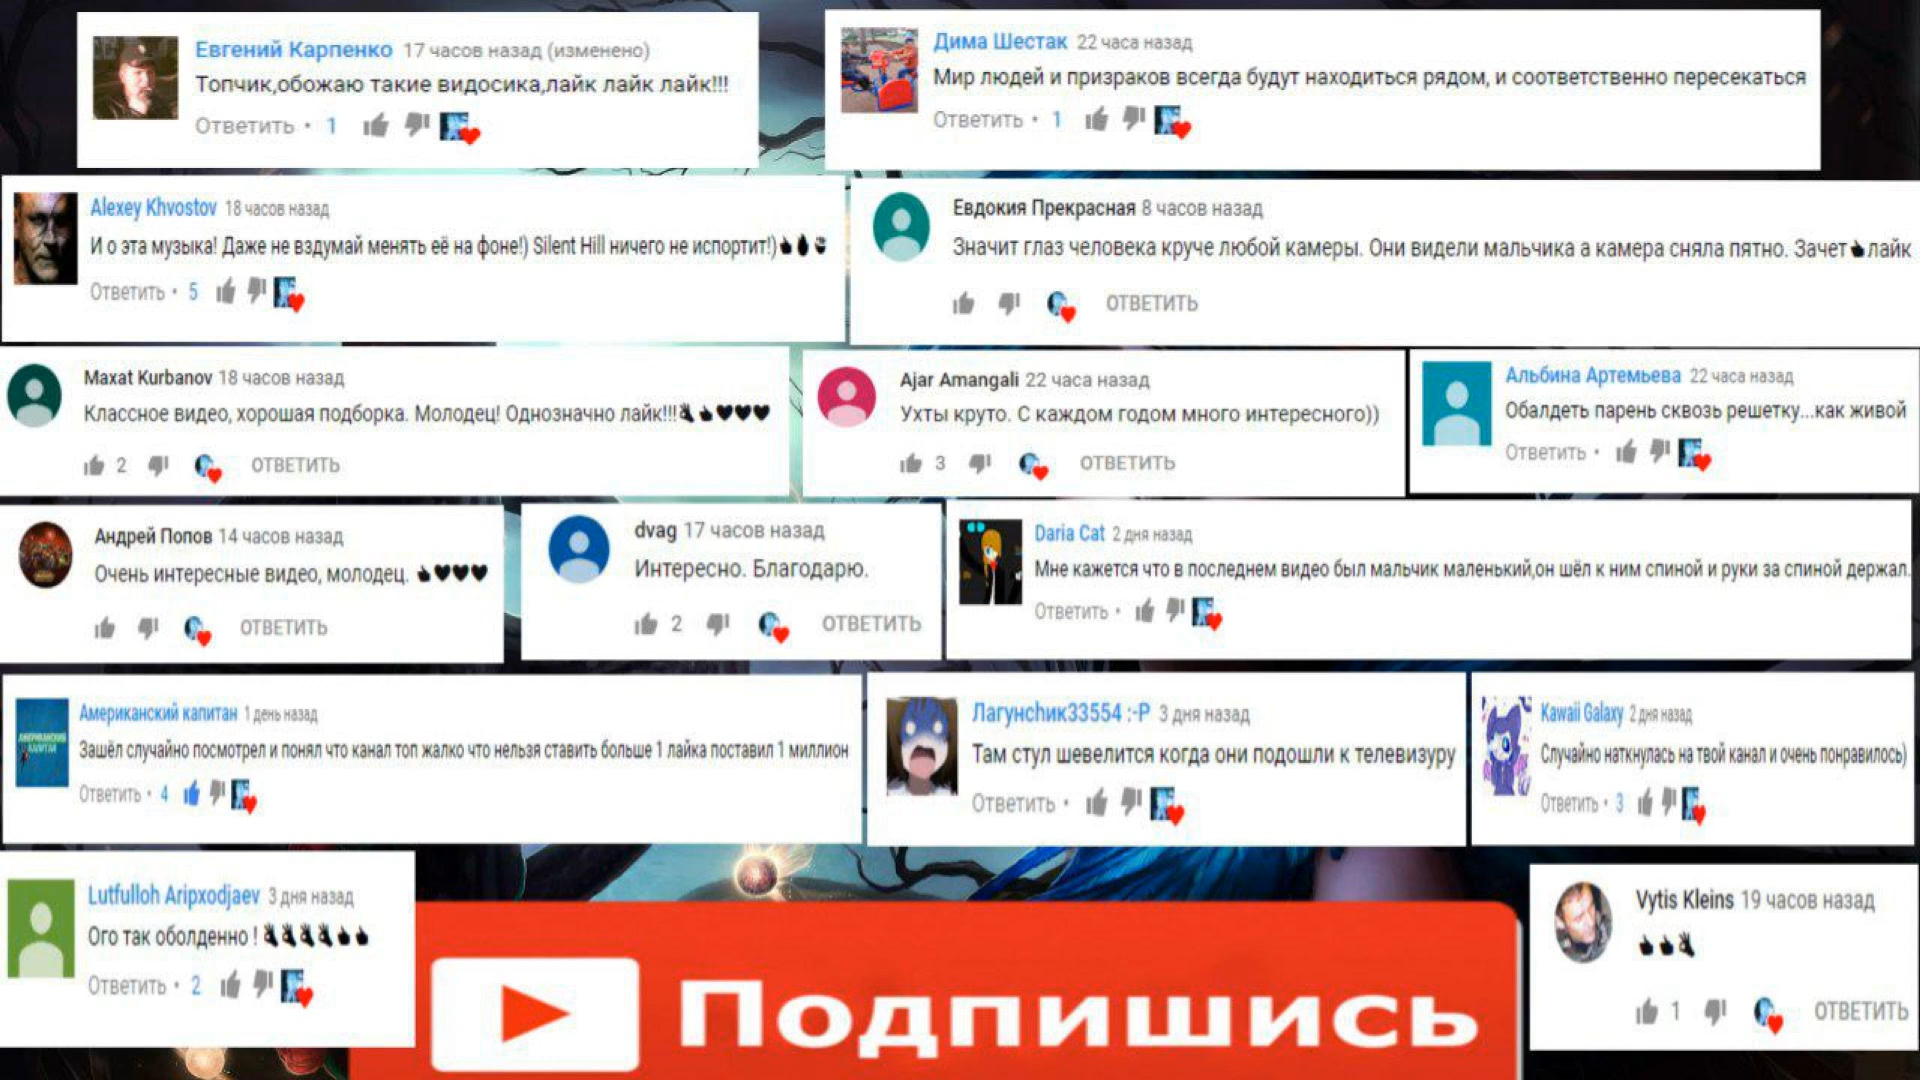 Евгений Карпенко 17 часов назад (изменено)
Топчик,обожаю такие видосика,лайк лайк лайк!!!
Ответить • 1
Дима Шестак 22 часа назад
Мир людей и призраков всегда будут находиться рядом, и соответственно пересекаться
Ответить • 1
Alexey Khvostov 18 часов назад
И о эта музыка! Даже не вздумай менять её на фоне!) Silent Hill ничего не испортит!)
Ответить • 5
Евдокия Прекрасная 8 часов назад
Значит глаз человека круче любой камеры. Они видели мальчика а камера сняла пятно. Зачет лайк
ОТВЕТИТЬ
Maxat Kurbanov 18 часов назад
Классное видео, хорошая подборка. Молодец! Однозначно лайк!!!
2 ОТВЕТИТЬ
Ajar Amangali 22 часа назад
Ухты круто. С каждом годом много интересного))
3 ОТВЕТИТЬ
Альбина Артемьева 22 часа назад
Обалдеть парень сквозь решетку...как живой
Ответить •
Андрей Попов 14 часов назад
Очень интересные видео, молодец.
ОТВЕТИТЬ
dvag 17 часов назад
Интересно. Благодарю.
2 ОТВЕТИТЬ
Daria Cat 2 дня назад
Мне кажется что в последнем видео был мальчик маленький,он шёл к ним спиной и руки за спиной держал.
Ответить •
АМЕРИКАНСКИЙ КАПИТАН
Американский капитан 1 день назад
Зашёл случайно посмотрел и понял что канал топ жалко что нельзя ставить больше 1 лайка поставил 1 миллион
Ответить • 4
Лагунсhик33554 :-Р 3 дня назад
Там стул шевелится когда они подошли к телевизуру
Ответить •
Kawaii Galaxy 2 дня назад
Случайно наткнулась на твой канал и очень понравилось)
Ответить • 3
Lutfulloh Aripxodjaev 3 дня назад
Ого так оболденно !
Ответить • 2
Vytis Kleins 19 часов назад
1 ОТВЕТИТЬ
Подпишись